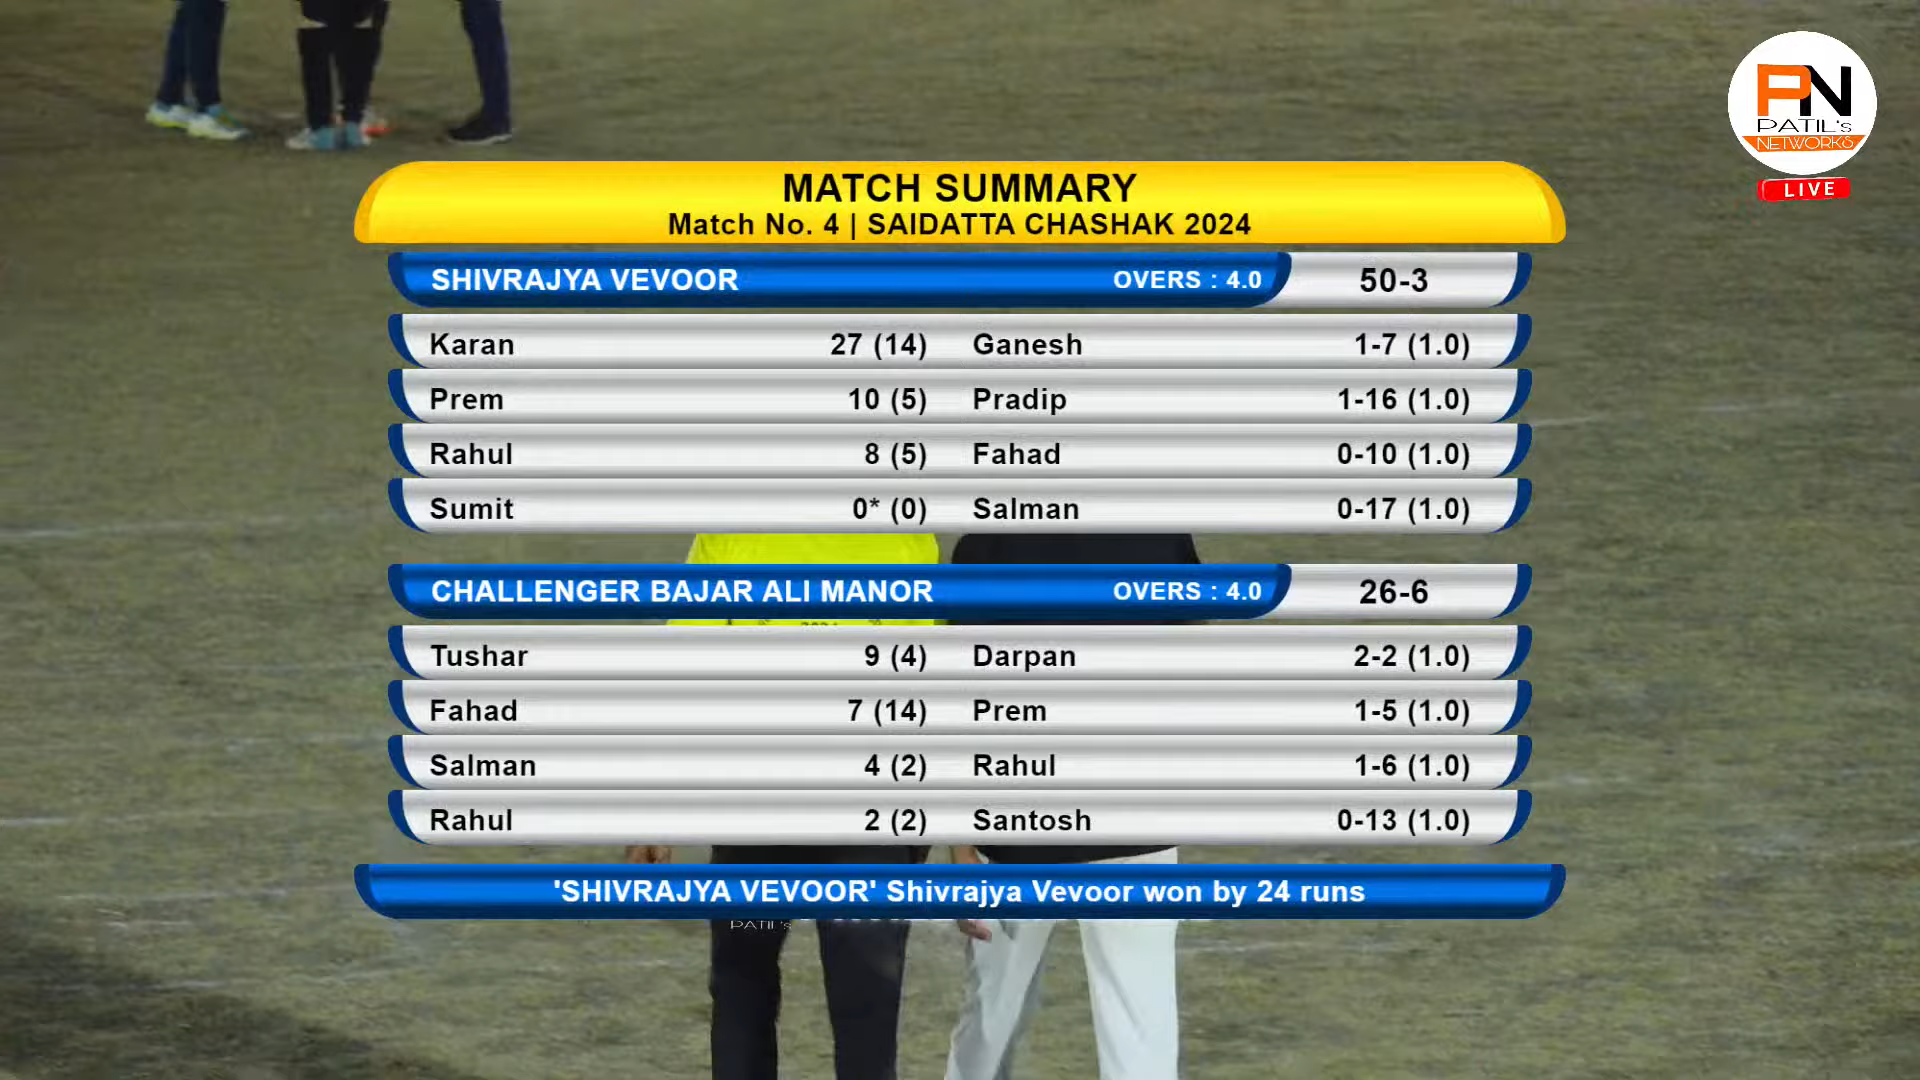 PN
PATIL's
NETWORKS
LIVE
MATCH SUMMARY
Match No. 4 | SAIDATTA CHASHAK 2024
SHIVRAJYA VEVOOR OVERS : 4.0 50-3
Karan 27 (14) Ganesh 1-7 (1.0)
Prem 10 (5) Pradip 1-16 (1.0)
Rahul 8 (5) Fahad 0-10 (1.0)
Sumit 0* (0) Salman 0-17 (1.0)
CHALLENGER BAJAR ALI MANOR OVERS : 4.0 26-6
Tushar 9 (4) Darpan 2-2 (1.0)
Fahad 7 (14) Prem 1-5 (1.0)
Salman 4 (2) Rahul 1-6 (1.0)
Rahul 2 (2) Santosh 0-13 (1.0)
'SHIVRAJYA VEVOOR' Shivrajya Vevoor won by 24 runs
PATIL's